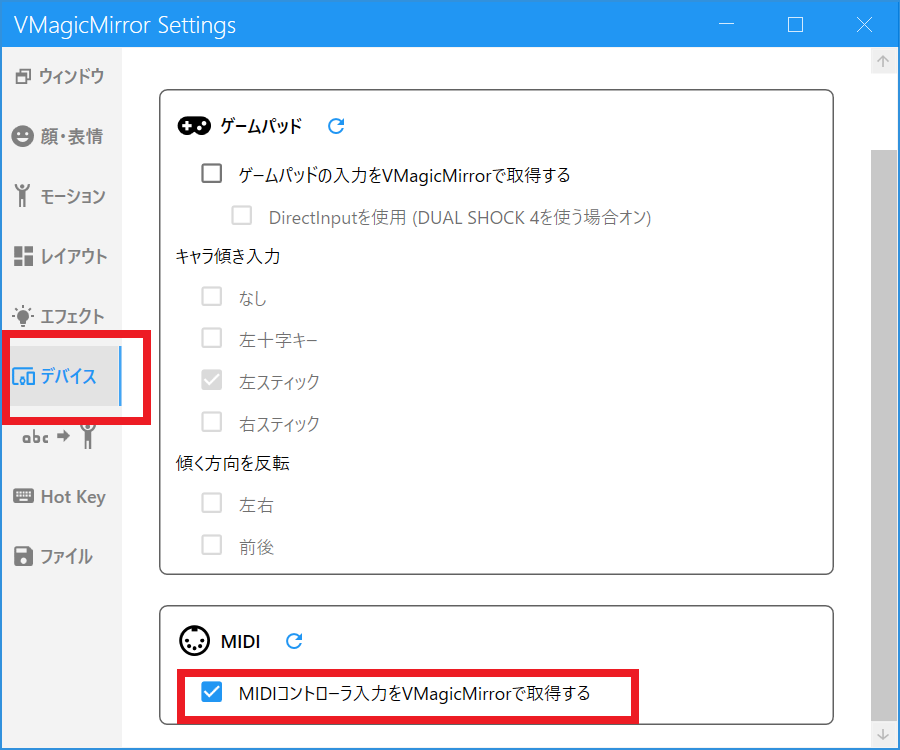 VMagicMirror Settings
ウィンドウ
顔・表情
モーション
レイアウト
エフェクト
デバイス
abc
Hot Key
ファイル
ゲームパッド
ゲームパッドの入力をVMagicMirrorで取得する
DirectInputを使用 (DUAL SHOCK 4を使う場合オン)
キャラ傾き入力
なし
左十字キー
左スティック
右スティック
傾く方向を反転
左右
前後
MIDI
MIDIコントローラ入力をVMagicMirrorで取得する